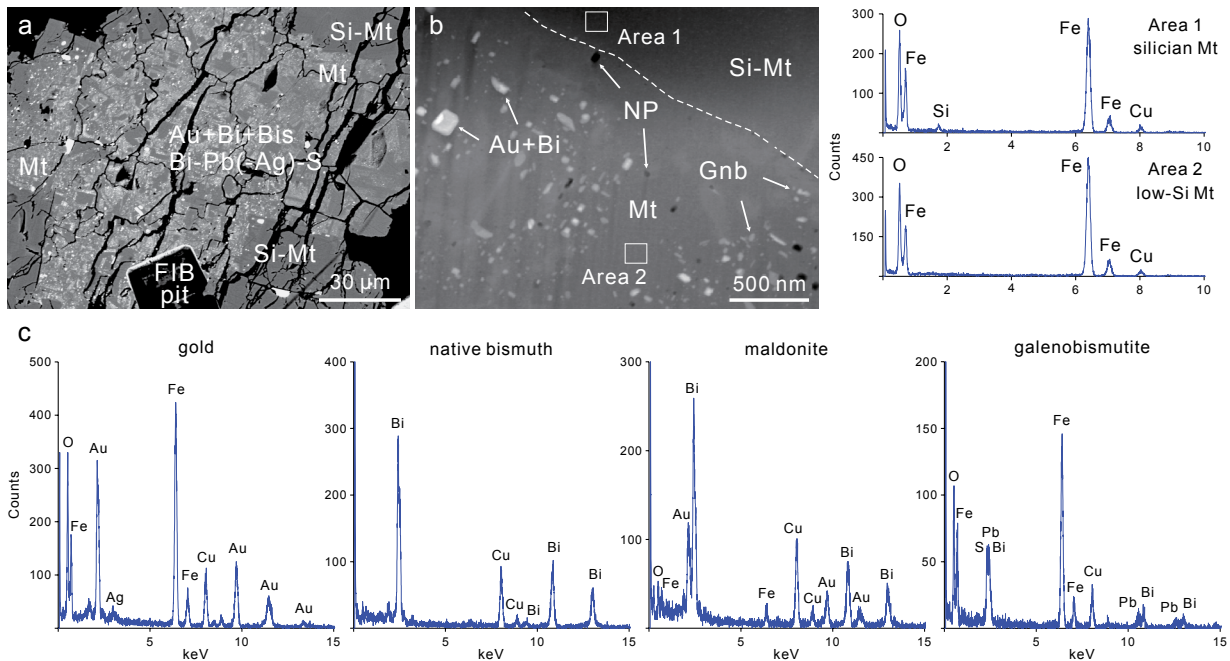 a
Si-Mt
Mt
Au+Bi+Bis
Bi-Pb(-Ag)-S
Mt
Si-Mt
FIB
pit
30 µm
b
Area 1
Si-Mt
NP
Au+Bi
Gnb
Mt
Area 2
500 nm
Counts
300
200
100
O
Fe
Si
Fe
Fe
Cu
Area 1
silician Mt
2 4 6 8 10
450
300
150
O
Fe
Fe
Fe
Cu
Area 2
low-Si Mt
2 4 6 8 10
c
gold
Counts
500
400
300
200
100
O
Fe
Au
Ag
Fe
Fe
Cu
Au
Au
Au
5 10 15
keV
native bismuth
400
300
200
100
Bi
Cu
Cu
Bi
Bi
Bi
5 10 15
keV
maldonite
300
200
100
O
Fe
Au
Bi
Fe
Cu
Cu
Au
Bi
Au
Bi
5 10 15
keV
galenobismutite
200
150
100
50
O
Fe
Pb
S Bi
Fe
Fe
Cu
Pb
Bi
Pb
Bi
5 10 15
keV